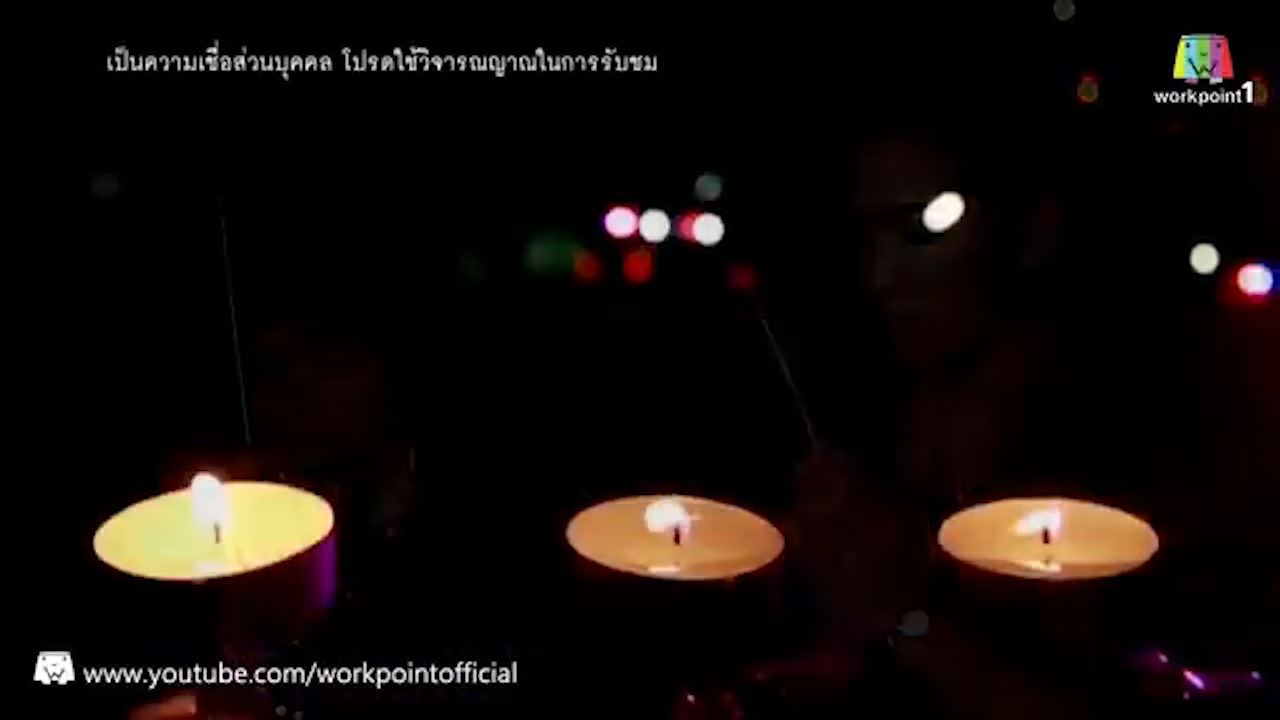 เป็นความเชื่อส่วนบุคคล โปรดใช้วิจารณญาณในการรับชม
workpoint1
www.youtube.com/workpointofficial